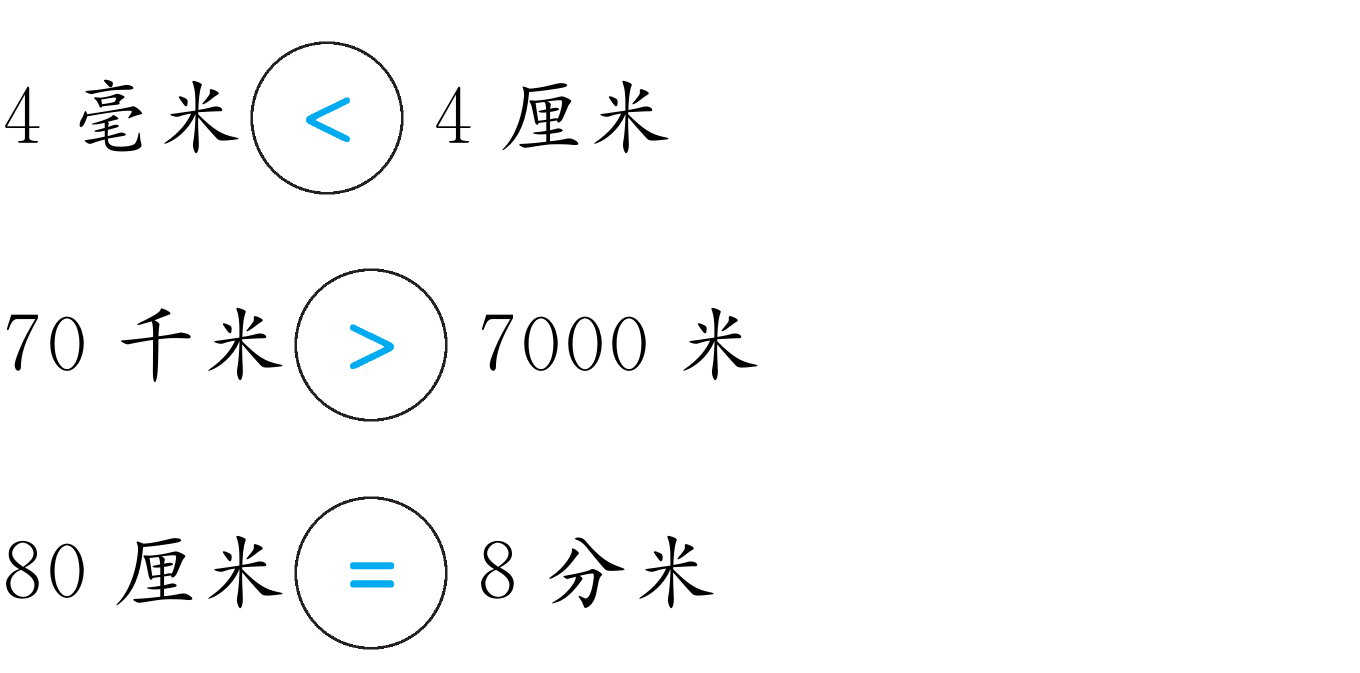 4 毫米 < 4 厘米
70 千米 > 7000 米
80 厘米 = 8 分米